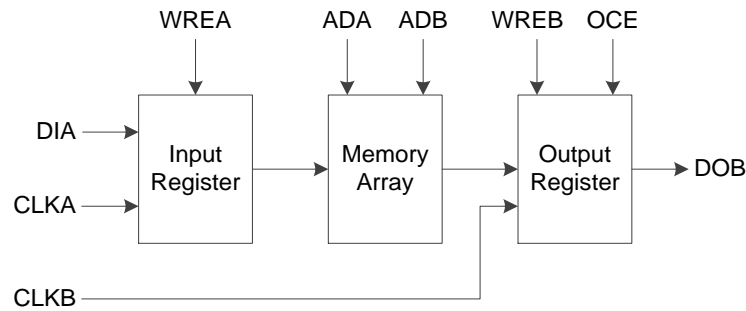 WREA
ADA
ADB
WREB
OCE
DIA
Input
Register
Memory
Array
Output
Register
DOB
CLKA
CLKB